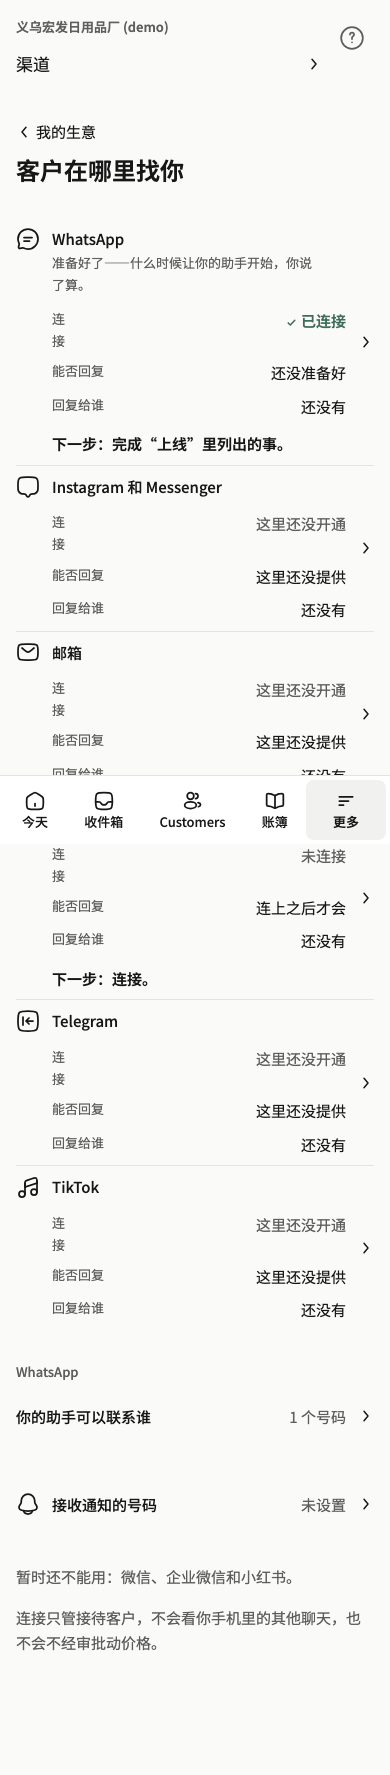 义乌宏发日用品厂 (demo)
渠道
我的生意
客户在哪里找你
WhatsApp
准备好了——什么时候让你的助手开始，你说
了算。
连
接
已连接
能否回复
还没准备好
回复给谁
还没有
下一步：完成“上线”里列出的事。
Instagram 和 Messenger
连
接
这里还没开通
能否回复
这里还没提供
回复给谁
还没有
邮箱
连
接
这里还没开通
能否回复
这里还没提供
回复给谁
还没有
今天
收件箱
Customers
账簿
更多
连
接
未连接
能否回复
连上之后才会
回复给谁
还没有
下一步：连接。
Telegram
连
接
这里还没开通
能否回复
这里还没提供
回复给谁
还没有
TikTok
连
接
这里还没开通
能否回复
这里还没提供
回复给谁
还没有
WhatsApp
你的助手可以联系谁
1 个号码
接收通知的号码
未设置
暂时还不能用：微信、企业微信和小红书。
连接只管接待客户，不会看你手机里的其他聊天，也
不会不经审批动价格。